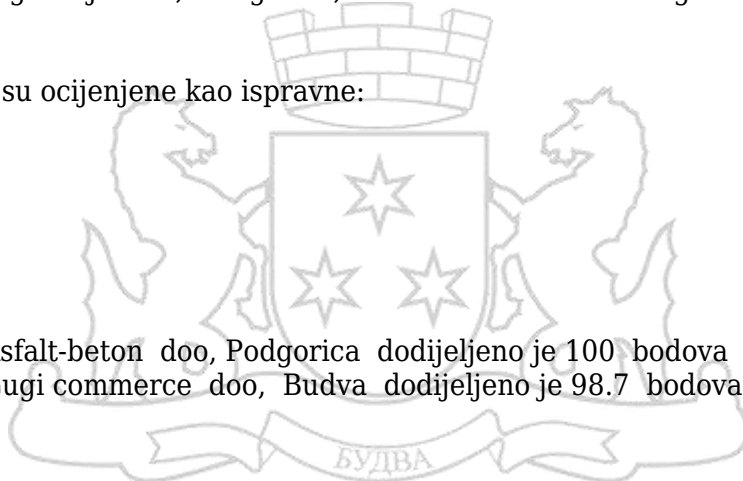 su ocijenjene kao ispravne:
sfalt-beton doo, Podgorica dodijeljeno je 100 bodova
ugi commerce doo, Budva dodijeljeno je 98.7 bodova
БУДВА